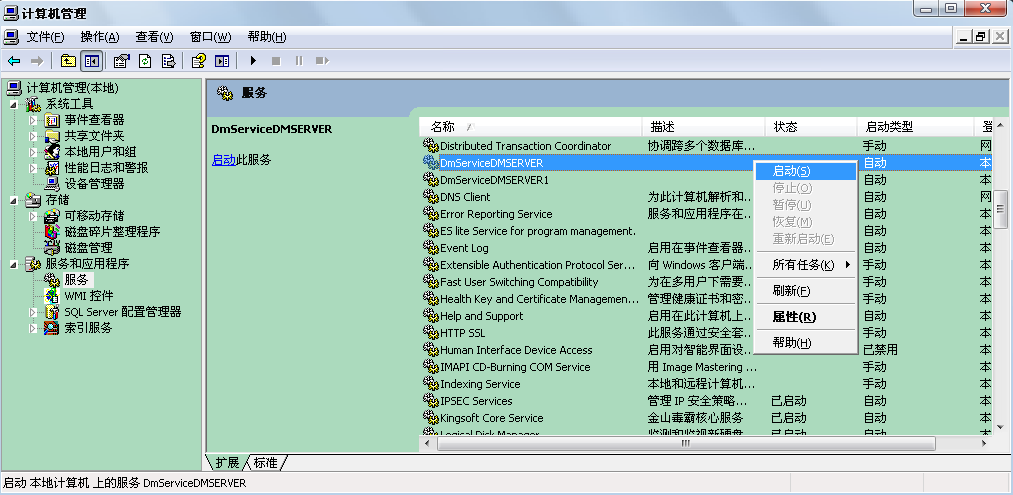 计算机管理
文件(F) 操作(A) 查看(V) 窗口(W) 帮助(H)
计算机管理(本地)
系统工具
事件查看器
共享文件夹
本地用户和组
性能日志和警报
设备管理器
存储
可移动存储
磁盘碎片整理程序
磁盘管理
服务和应用程序
服务
WMI 控件
SQL Server 配置管理器
索引服务
服务
DmServiceDMSERVER
启动此服务
名称 描述 状态 启动类型
Distributed Transaction Coordinator 协调跨多个数据库... 手动 网
DmServiceDMSERVER 自动 本
DmServiceDMSERVER1 自动 本
DNS Client 为此计算机解析和... 自动 网
Error Reporting Service 服务和应用程序在... 自动 本
ES lite Service for program management. 自动 本
Event Log 启用在事件查看器... 自动 本
Extensible Authentication Protocol Ser... 向 Windows 客户端... 手动 本
Fast User Switching Compatibility 为在多用户下需要... 手动 本
Health Key and Certificate Managemen... 管理健康证书和密... 手动 本
Help and Support 启用在此计算机上... 自动 本
HTTP SSL 此服务通过安全套... 手动 本
Human Interface Device Access 启用对智能界面设... 已禁用 本
IMAPI CD-Burning COM Service 用 Image Mastering ... 手动 本
Indexing Service 本地和远程计算机... 手动 本
IPSEC Services 管理 IP 安全策略... 已启动 自动 本
Kingsoft Core Service 金山毒霸核心服务 已启动 自动 本
Logical Disk Manager 监测和监视新硬盘 已启动 自动 本
启动(S)
停止(O)
暂停(U)
恢复(M)
重新启动(E)
所有任务(K)
刷新(F)
属性(R)
帮助(H)
扩展 标准
启动 本地计算机 上的服务 DmServiceDMSERVER